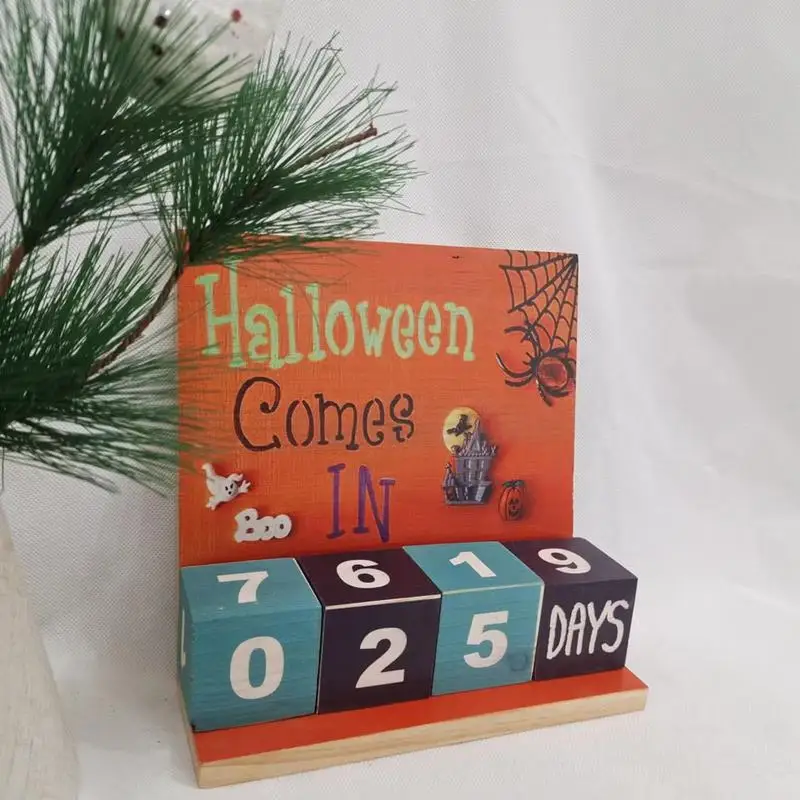 Halloween
Comes
IN
Boo
7 6 1 9
0 2 5 DAYS